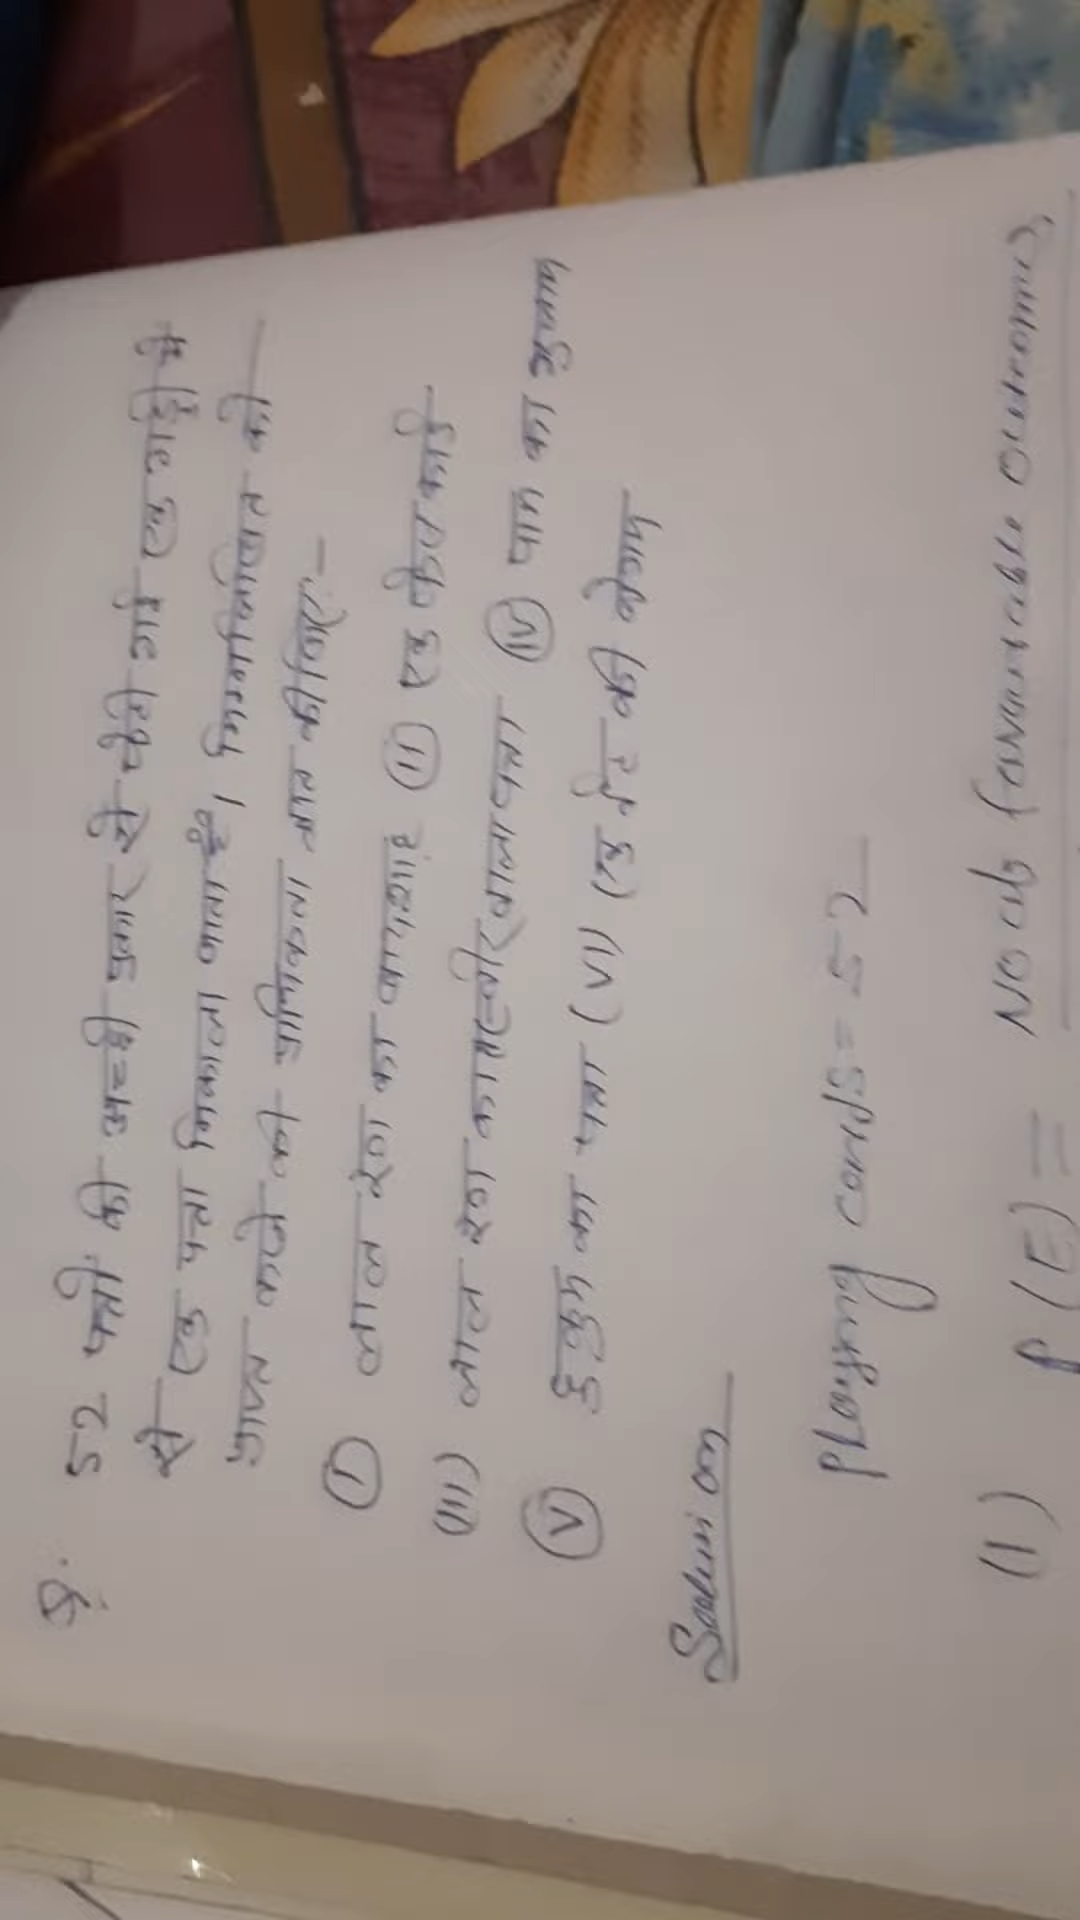 Q. 52 पत्तों की अच्छी प्रकार से फेंटी गई एक गड्डी में
से एक पत्ता निकाला जाता है। निम्नलिखित को
प्राप्त करने की प्रायिकता ज्ञात कीजिए:-
(I) लाल रंग का बादशाह (II) एक
(III) लाल रंग का तस्वीर वाला पत्ता (IV) पान का गुलाम
(V) हुकुम का पत्ता (VI) एक ईंट की बेगम
Solution
Playing cards = 52
(I) P(E) = No of favourable outcomes